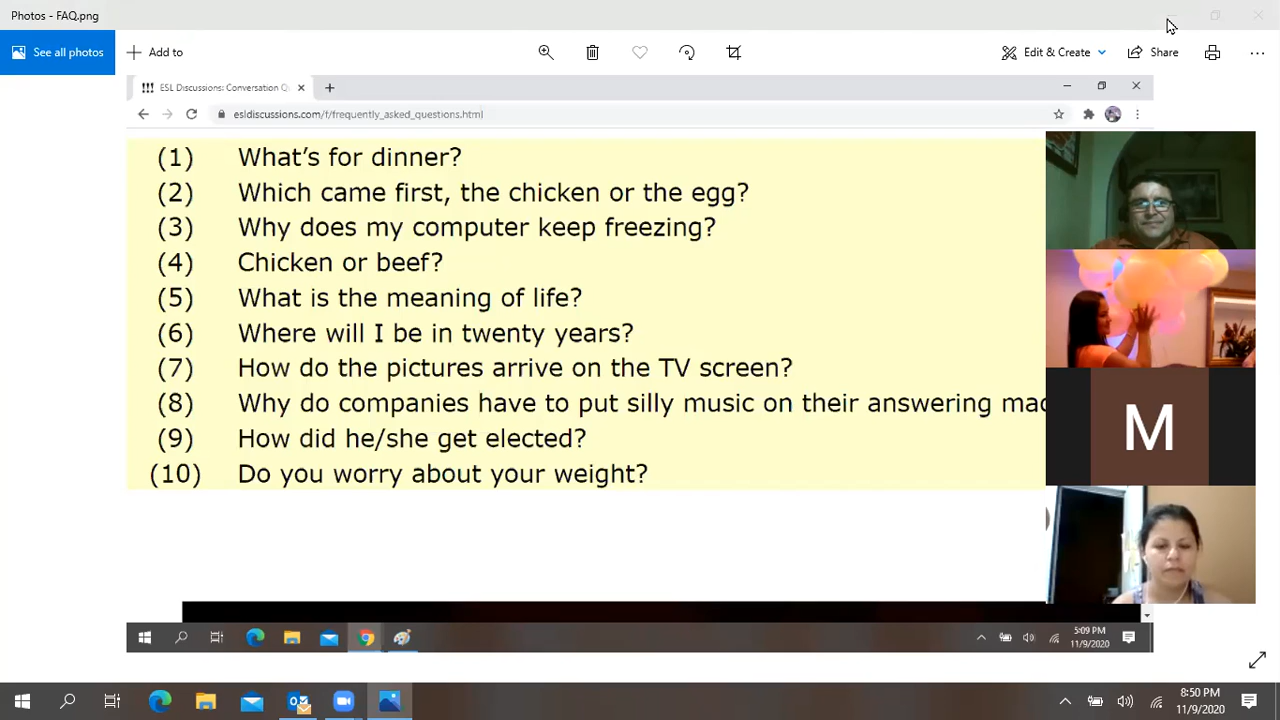 Photos - FAQ.png
See all photos
Add to
Edit & Create
Share
ESL Discussions: Conversation Q
esldiscussions.com/f/frequently_asked_questions.html
(1) What's for dinner?
(2) Which came first, the chicken or the egg?
(3) Why does my computer keep freezing?
(4) Chicken or beef?
(5) What is the meaning of life?
(6) Where will I be in twenty years?
(7) How do the pictures arrive on the TV screen?
(8) Why do companies have to put silly music on their answering
(9) How did he/she get elected?
(10) Do you worry about your weight?
M
5:09 PM
11/9/2020
8:50 PM
11/9/2020